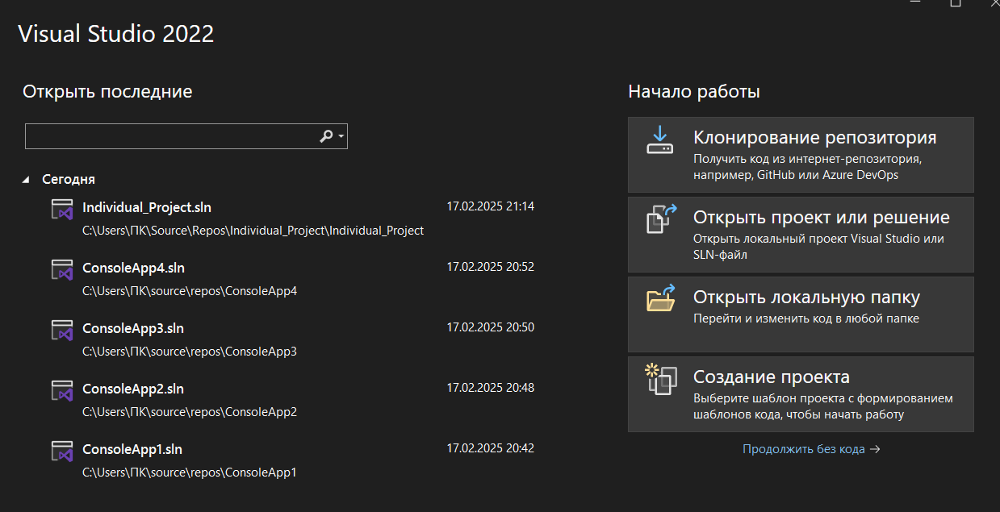 Visual Studio 2022
Открыть последние
Сегодня
Individual_Project.sln 17.02.2025 21:14
C:\Users\ПК\Source\Repos\Individual_Project\Individual_Project
ConsoleApp4.sln 17.02.2025 20:52
C:\Users\ПК\source\repos\ConsoleApp4
ConsoleApp3.sln 17.02.2025 20:50
C:\Users\ПК\source\repos\ConsoleApp3
ConsoleApp2.sln 17.02.2025 20:48
C:\Users\ПК\source\repos\ConsoleApp2
ConsoleApp1.sln 17.02.2025 20:42
C:\Users\ПК\source\repos\ConsoleApp1
Начало работы
Клонирование репозитория
Получить код из интернет-репозитория,
например, GitHub или Azure DevOps
Открыть проект или решение
Открыть локальный проект Visual Studio или
SLN-файл
Открыть локальную папку
Перейти и изменить код в любой папке
Создание проекта
Выберите шаблон проекта с формированием
шаблонов кода, чтобы начать работу
Продолжить без кода →